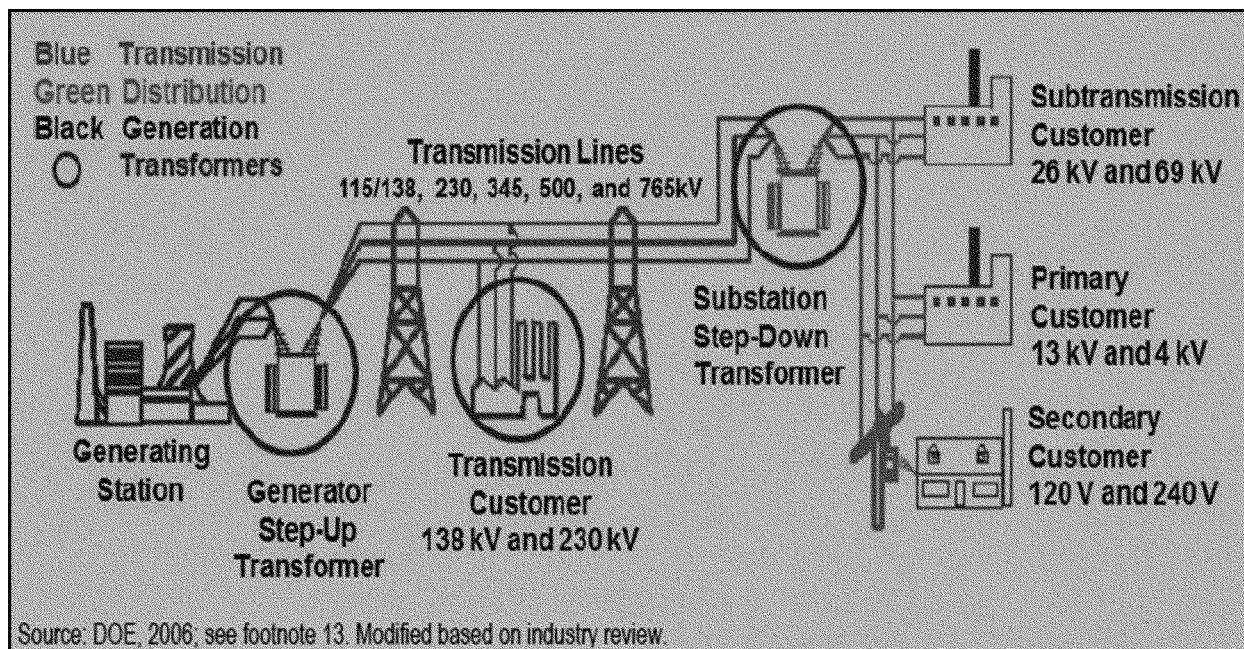 Blue Transmission
Green Distribution
Black Generation
Transformers
Transmission Lines
115/138, 230, 345, 500, and 765kV
Subtransmission
Customer
26 kV and 69 kV
Substation
Step-Down
Transformer
Primary
Customer
13 kV and 4 kV
Generating
Station
Generator
Step-Up
Transformer
Transmission
Customer
138 kV and 230 kV
Secondary
Customer
120 V and 240 V
Source: DOE, 2006; see footnote 13. Modified based on industry review.